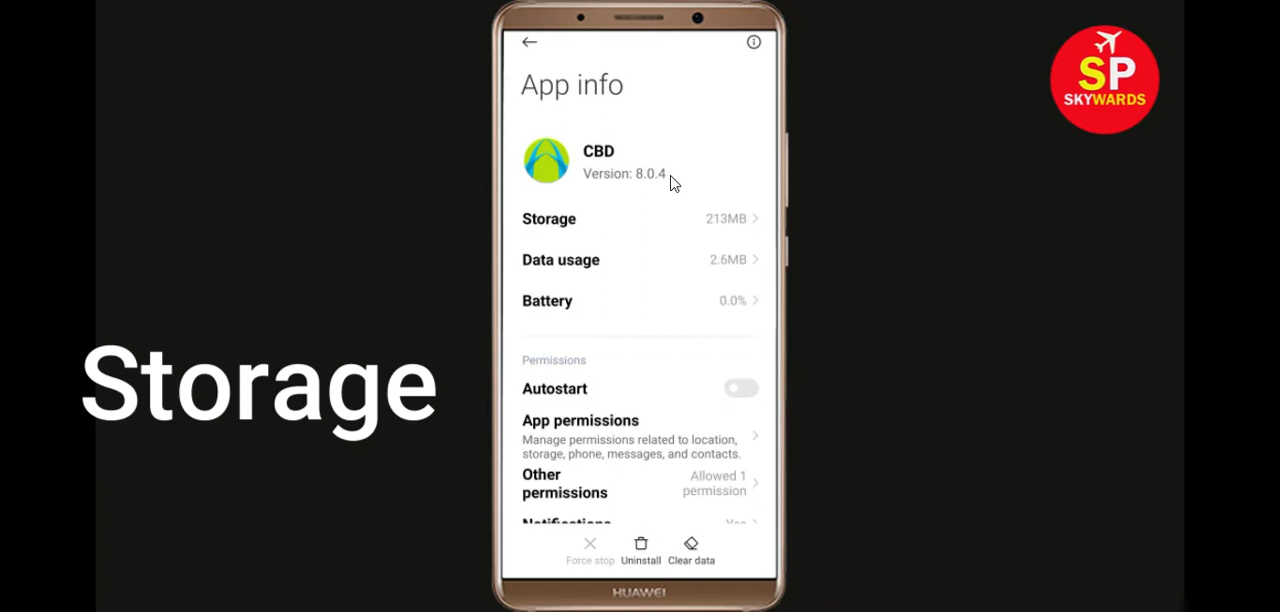 App info
CBD
Version: 8.0.4
Storage 213MB
Data usage 2.6MB
Battery 0.0%
Permissions
Autostart
App permissions
Manage permissions related to location,
storage, phone, messages, and contacts.
Other permissions
Allowed 1 permission
Notifications Yes
Force stop Uninstall Clear data
HUAWEI
Storage
SP
SKYWARDS